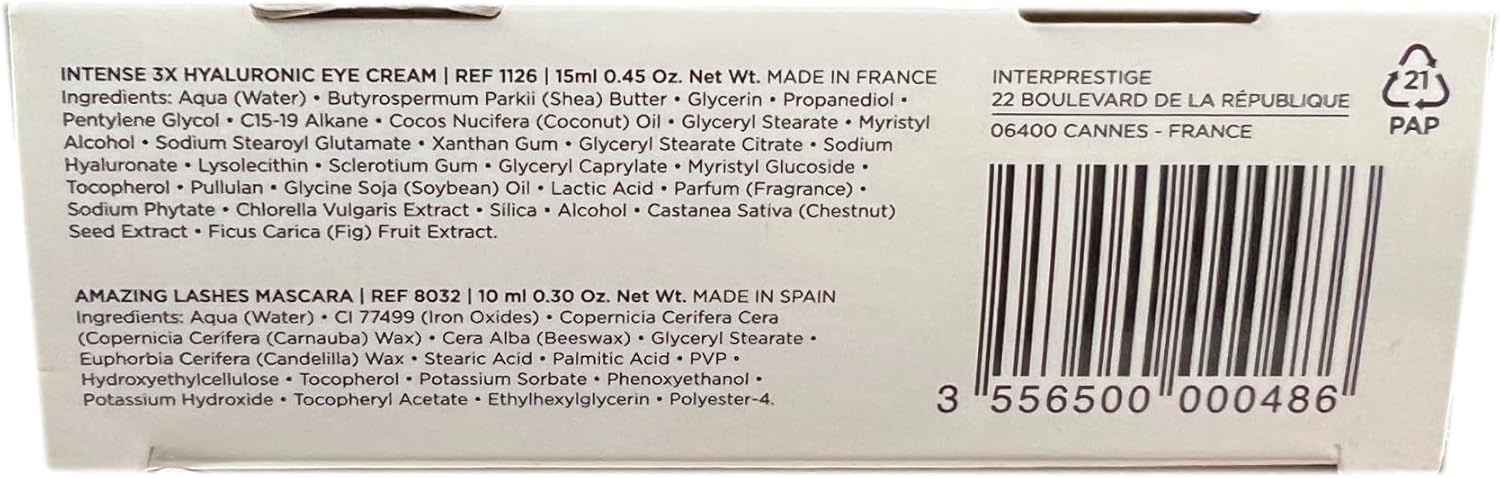 INTENSE 3X HYALURONIC EYE CREAM | REF 1126 | 15ml 0.45 Oz. Net Wt. MADE IN FRANCE
Ingredients: Aqua (Water) • Butyrospermum Parkii (Shea) Butter • Glycerin • Propanediol •
Pentylene Glycol • C15-19 Alkane • Cocos Nucifera (Coconut) Oil • Glyceryl Stearate • Myristyl
Alcohol • Sodium Stearoyl Glutamate • Xanthan Gum • Glyceryl Stearate Citrate • Sodium
Hyaluronate • Lysolecithin • Sclerotium Gum • Glyceryl Caprylate • Myristyl Glucoside •
Tocopherol • Pullulan • Glycine Soja (Soybean) Oil • Lactic Acid • Parfum (Fragrance) •
Sodium Phytate • Chlorella Vulgaris Extract • Silica • Alcohol • Castanea Sativa (Chestnut)
Seed Extract • Ficus Carica (Fig) Fruit Extract.
AMAZING LASHES MASCARA | REF 8032 | 10 ml 0.30 Oz. Net Wt. MADE IN SPAIN
Ingredients: Aqua (Water) • CI 77499 (Iron Oxides) • Copernicia Cerifera Cera
(Copernicia Cerifera (Carnauba) Wax) • Cera Alba (Beeswax) • Glyceryl Stearate •
Euphorbia Cerifera (Candelilla) Wax • Stearic Acid • Palmitic Acid • PVP •
Hydroxyethylcellulose • Tocopherol • Potassium Sorbate • Phenoxyethanol •
Potassium Hydroxide • Tocopheryl Acetate • Ethylhexylglycerin • Polyester-4.
INTERPRESTIGE
22 BOULEVARD DE LA RÉPUBLIQUE
06400 CANNES - FRANCE
21
PAP
3 556500 000486